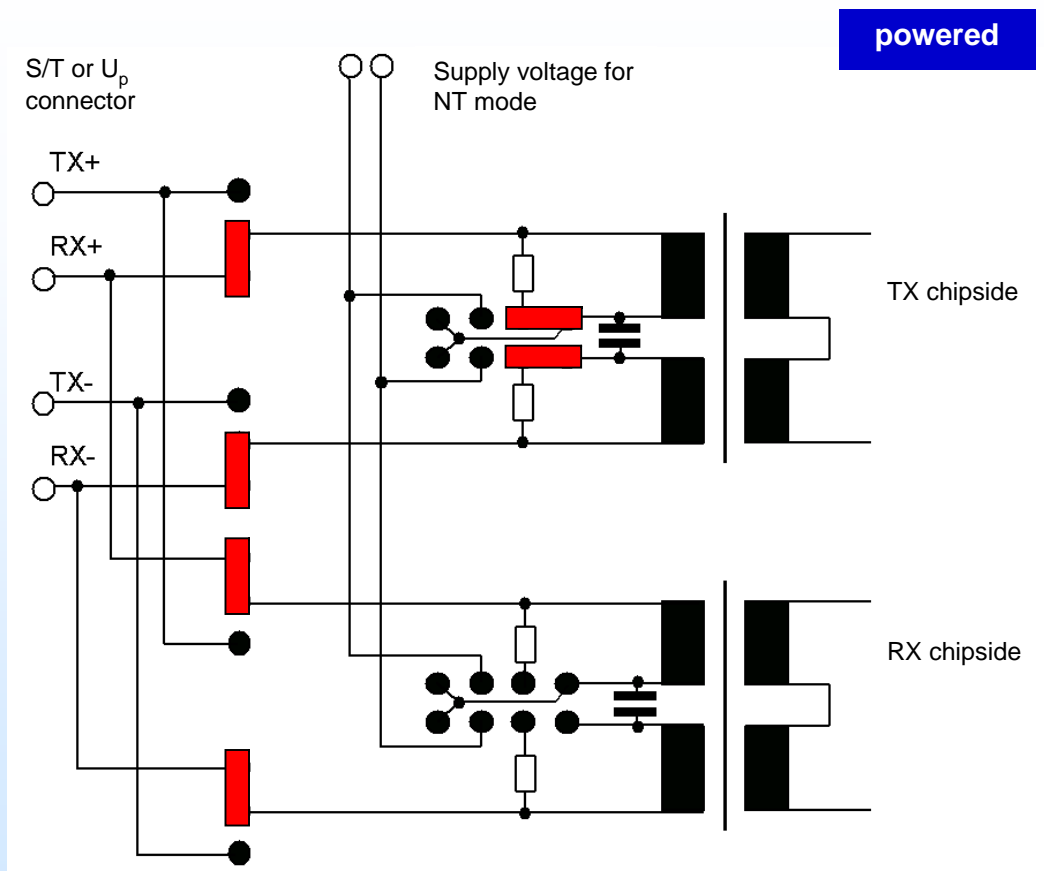 powered
S/T or Up
connector
Supply voltage for
NT mode
TX+
RX+
TX chipside
TX-
RX-
RX chipside